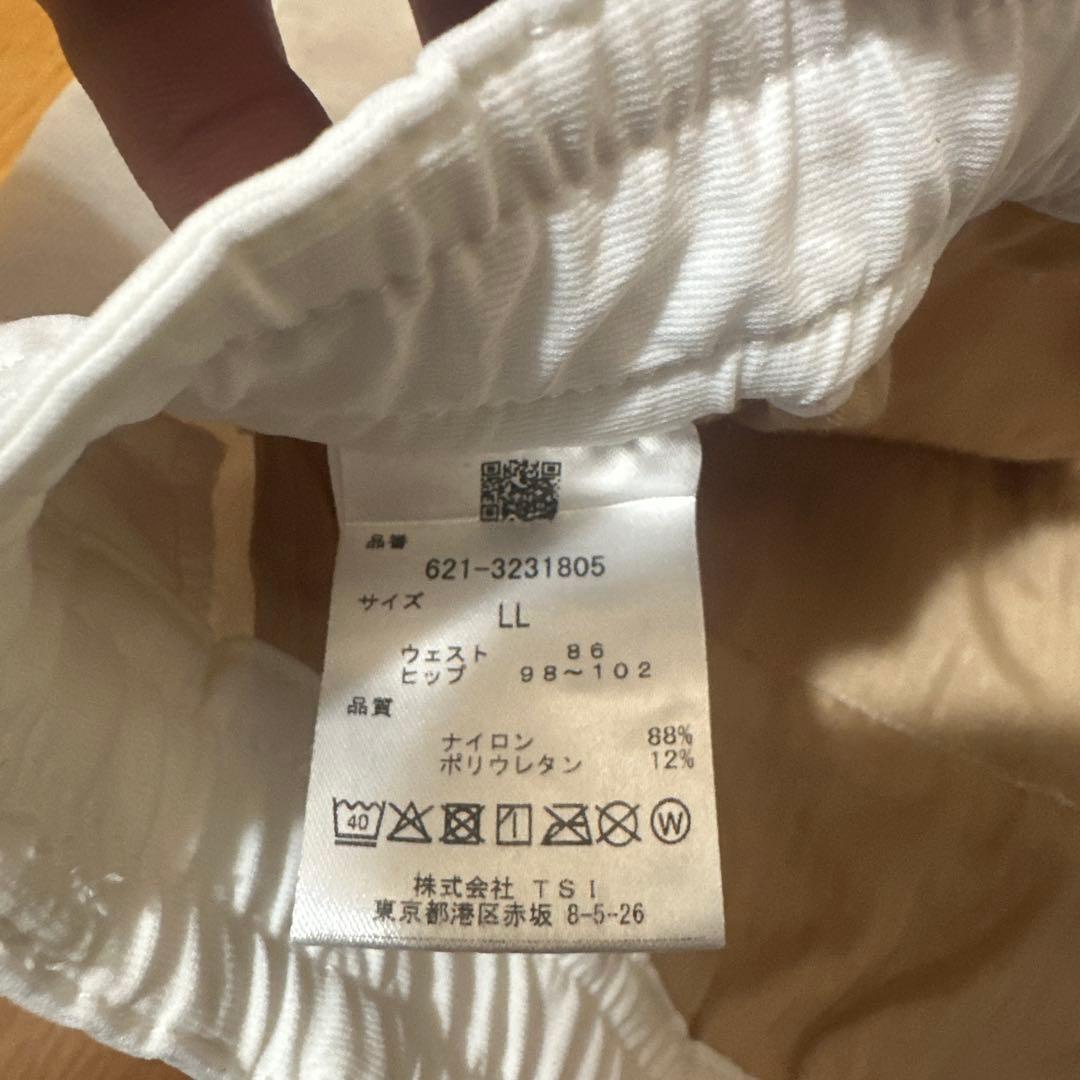 品番
621-3231805
サイズ
LL
ウェスト 86
ヒップ 98~102
品質
ナイロン 88%
ポリウレタン 12%
40 W
株式会社 TSI
東京都港区赤坂 8-5-26